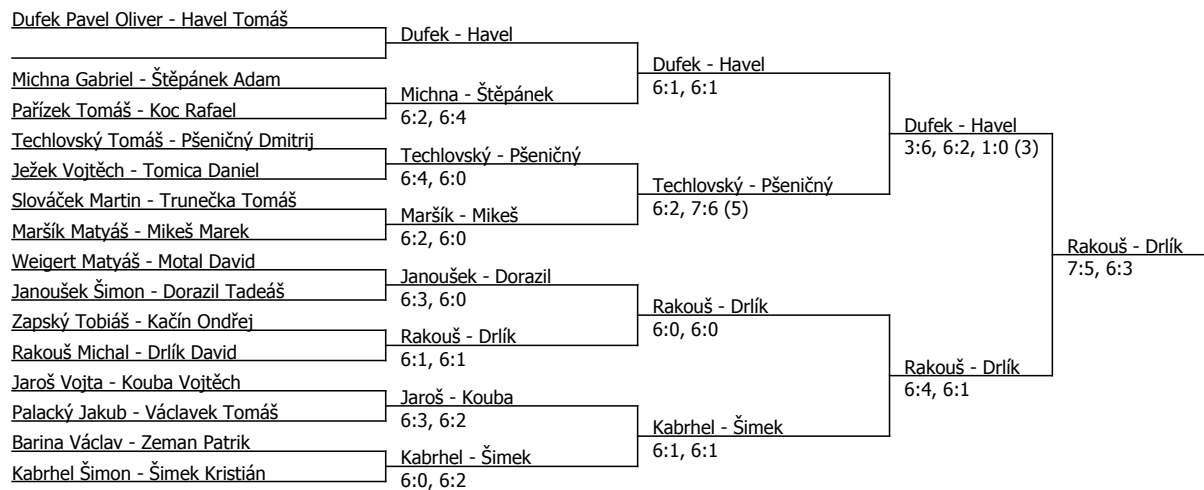 Dufek Pavel Oliver - Havel Tomáš
Michna Gabriel - Štěpánek Adam
Pařízek Tomáš - Koc Rafael
Techlovský Tomáš - Pšeničný Dmitrij
Ježek Vojtěch - Tomica Daniel
Slováček Martin - Trunečka Tomáš
Maršík Matyáš - Mikeš Marek
Weigert Matyáš - Motal David
Janoušek Šimon - Dorazil Tadeáš
Zapský Tobiáš - Kačín Ondřej
Rakouš Michal - Drlík David
Jaroš Vojta - Kouba Vojtěch
Palacký Jakub - Václavek Tomáš
Barina Václav - Zeman Patrik
Kabrhel Šimon - Šimek Kristián
Dufek - Havel
Michna - Štěpánek
6:2, 6:4
Techlovský - Pšeničný
6:4, 6:0
Maršík - Mikeš
6:2, 6:0
Janoušek - Dorazil
6:3, 6:0
Rakouš - Drlík
6:1, 6:1
Jaroš - Kouba
6:3, 6:2
Kabrhel - Šimek
6:0, 6:2
Dufek - Havel
6:1, 6:1
Techlovský - Pšeničný
6:2, 7:6 (5)
Rakouš - Drlík
6:0, 6:0
Kabrhel - Šimek
6:1, 6:1
Dufek - Havel
3:6, 6:2, 1:0 (3)
Rakouš - Drlík
6:4, 6:1
Rakouš - Drlík
7:5, 6:3